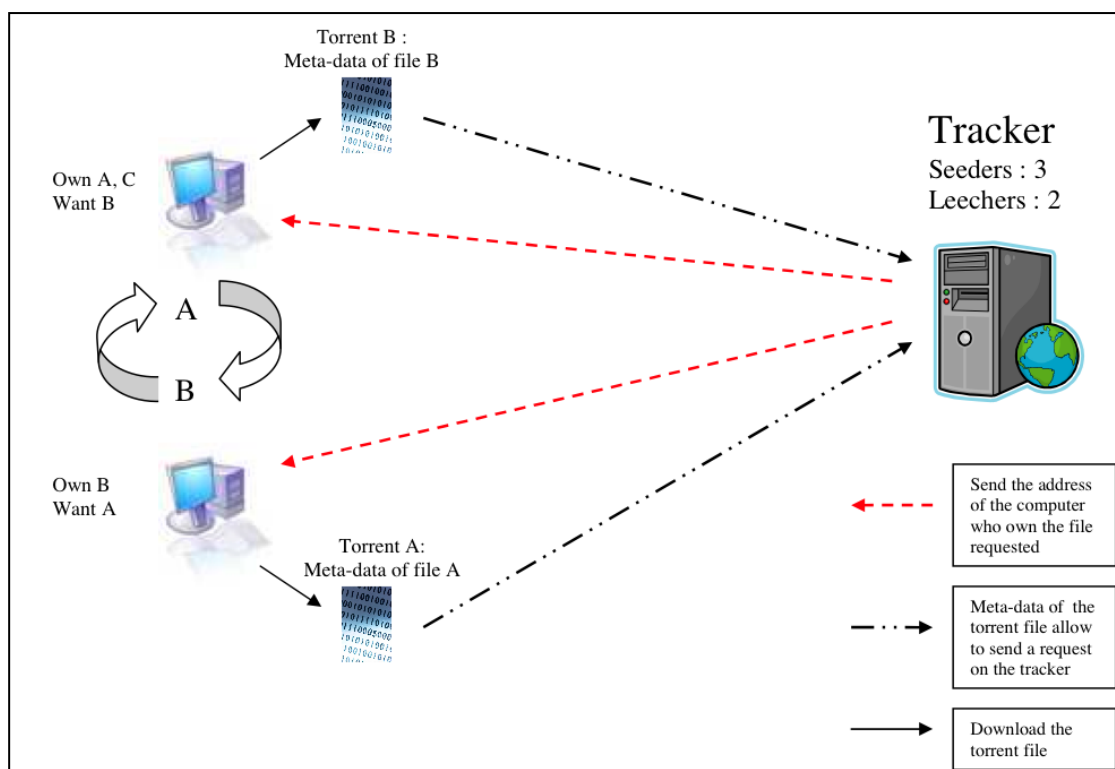 Torrent B :
Meta-data of file B
Tracker
Seeders : 3
Leechers : 2
Own A, C
Want B
A
B
Own B
Want A
Torrent A:
Meta-data of file A
Send the address
of the computer
who own the file
requested
Meta-data of the
torrent file allow
to send a request
on the tracker
Download the
torrent file